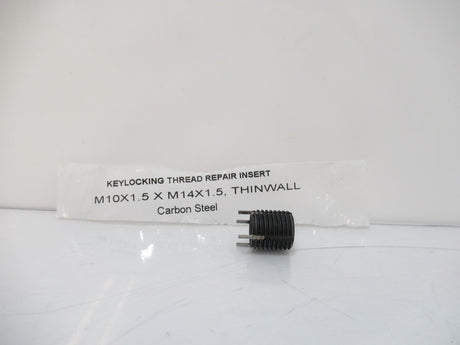 KEYLOCKING THREAD REPAIR INSERT
M10X1.5 X M14X1.5, THINWALL
Carbon Steel